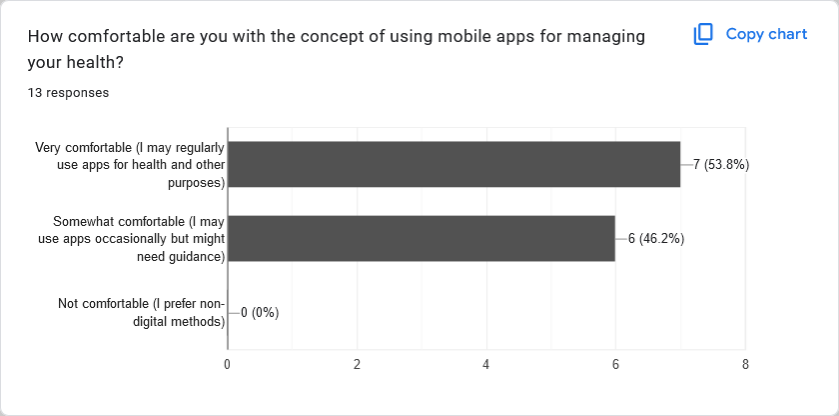 How comfortable are you with the concept of using mobile apps for managing
your health?
Copy chart
13 responses
Very comfortable (I may regularly
use apps for health and other
purposes)
7 (53.8%)
Somewhat comfortable (I may
use apps occasionally but might
need guidance)
6 (46.2%)
Not comfortable (I prefer non-
digital methods)
0 (0%)
0 2 4 6 8